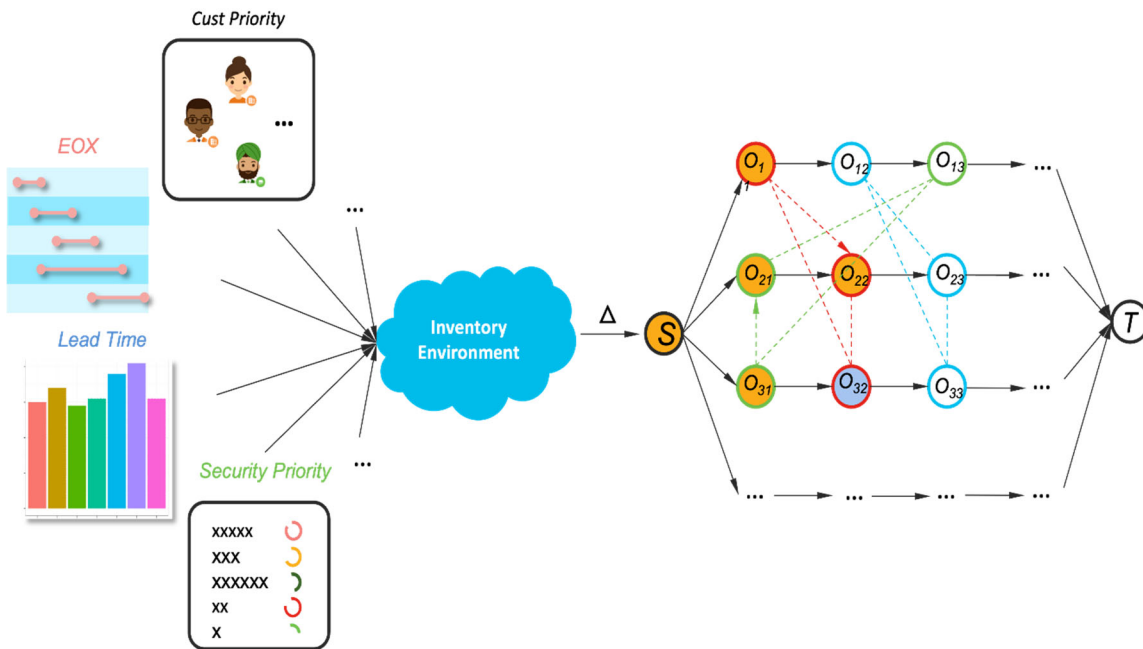 Cust Priority
...
EOX
...
Lead Time
Inventory
Environment
Δ
...
Security Priority
xxxxx
xxx
xxxxxx
xx
x
S
O11
O12
O13
...
O21
O22
O23
...
O31
O32
O33
...
...
...
...
...
T